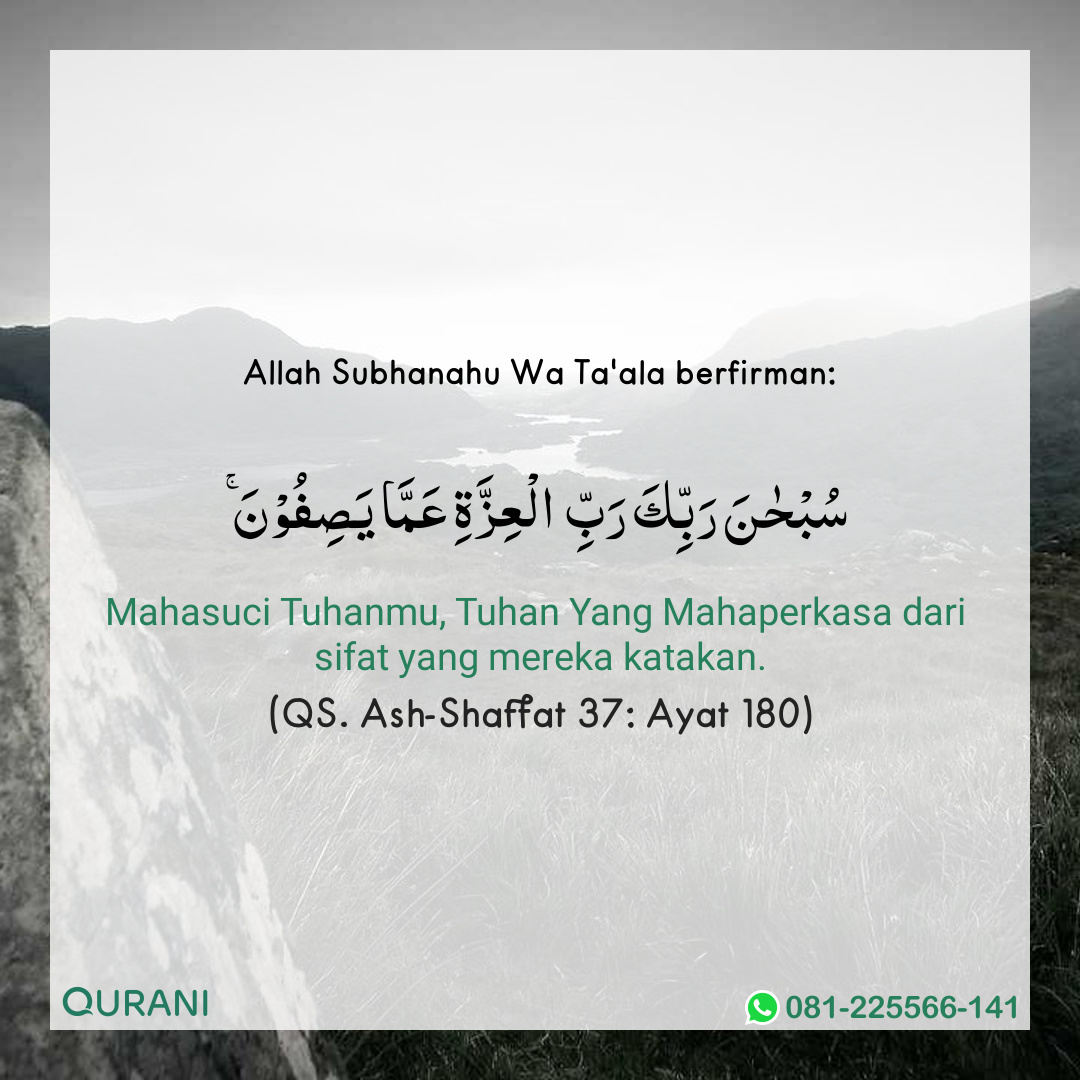 Allah Subhanahu Wa Ta'ala berfirman:
سُبْحٰنَ رَبِّكَ رَبِّ الْعِزَّةِ عَمَّا يَصِفُوْنَۚ
Mahasuci Tuhanmu, Tuhan Yang Mahaperkasa dari
sifat yang mereka katakan.
(QS. Ash-Shaffat 37: Ayat 180)
QURANI
081-225566-141